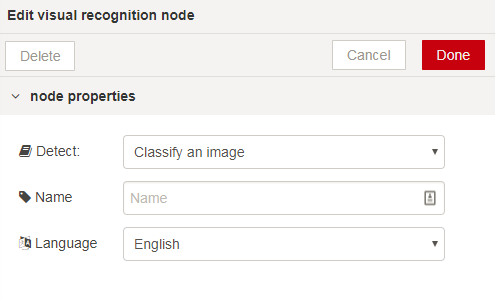 Edit visual recognition node
Delete Cancel Done
node properties
Detect: Classify an image
Name Name
Language English